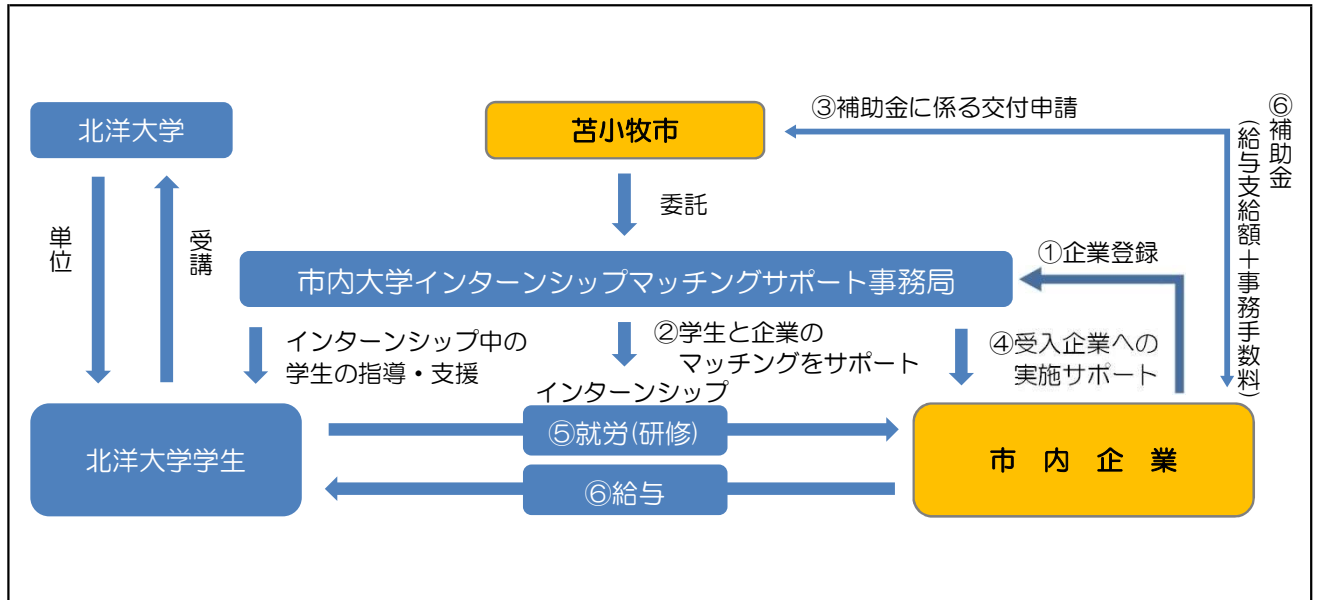 北洋大学
苫小牧市
③補助金に係る交付申請
⑥補助金
(給与支給額＋事務手数料)
委託
単位
受講
①企業登録
市内大学インターンシップマッチングサポート事務局
インターンシップ中の
学生の指導・支援
②学生と企業の
マッチングをサポート
④受入企業への
実施サポート
インターンシップ
⑤就労(研修)
北洋大学学生
市内企業
⑥給与